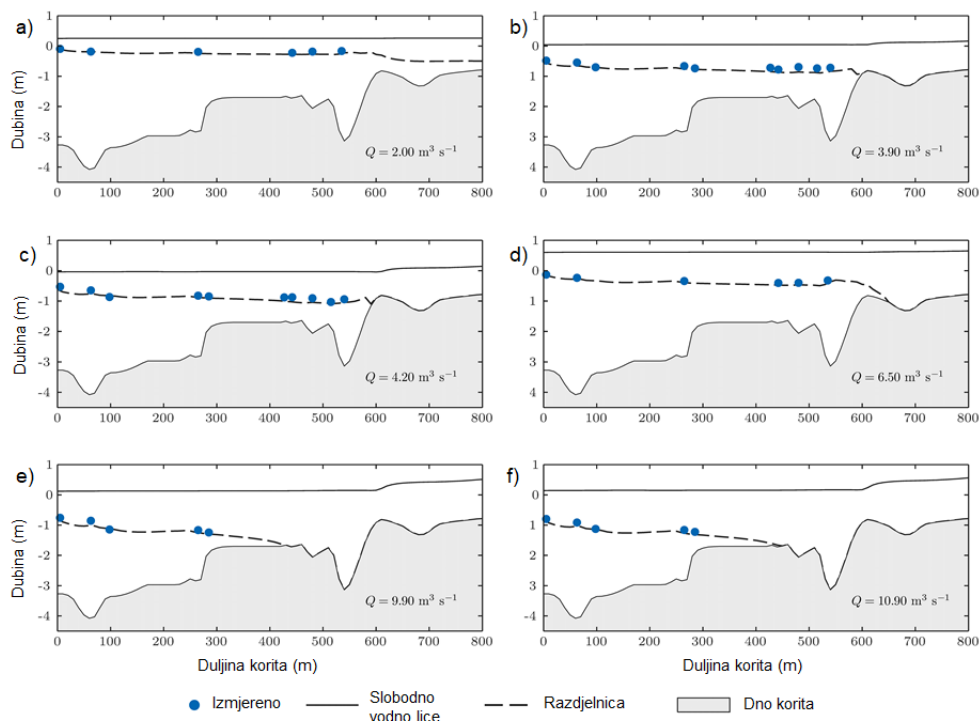 a)
1
0
-1
-2
-3
-4
Dubina (m)
Q = 2.00 m³ s⁻¹
0 100 200 300 400 500 600 700 800
b)
1
0
-1
-2
-3
-4
Q = 3.90 m³ s⁻¹
0 100 200 300 400 500 600 700 800
c)
1
0
-1
-2
-3
4
Dubina (m)
Q = 4.20 m³ s⁻¹
0 100 200 300 400 500 600 700 800
d)
1
0
-1
-2
-3
4
Q = 6.50 m³ s⁻¹
0 100 200 300 400 500 600 700 800
e)
1
0
-1
-2
-3
-4
Dubina (m)
Q = 9.90 m³ s⁻¹
0 100 200 300 400 500 600 700 800
Duljina korita (m)
f)
1
0
-1
-2
-3
-4
Q = 10.90 m³ s⁻¹
0 100 200 300 400 500 600 700 800
Duljina korita (m)
Izmjereno
Slobodno
vodno lice
Razdjelnica
Dno korita